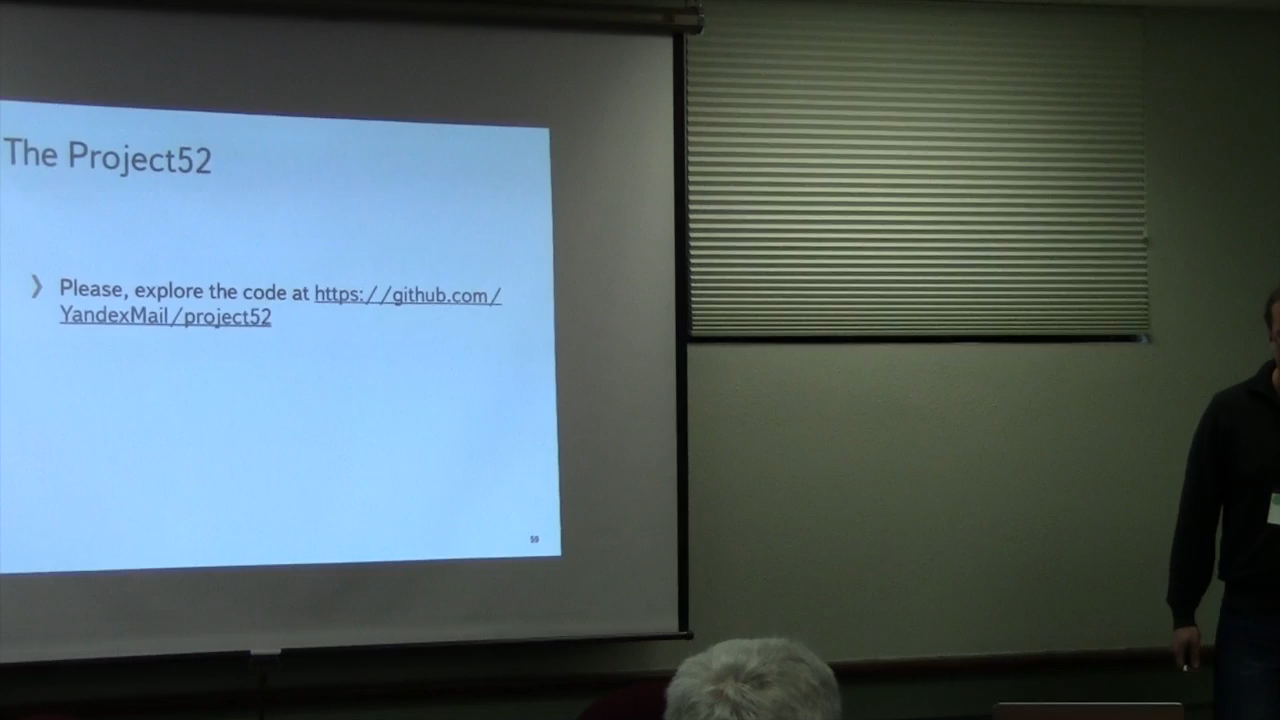 The Project52
❯ Please, explore the code at https://github.com/
YandexMail/project52
59